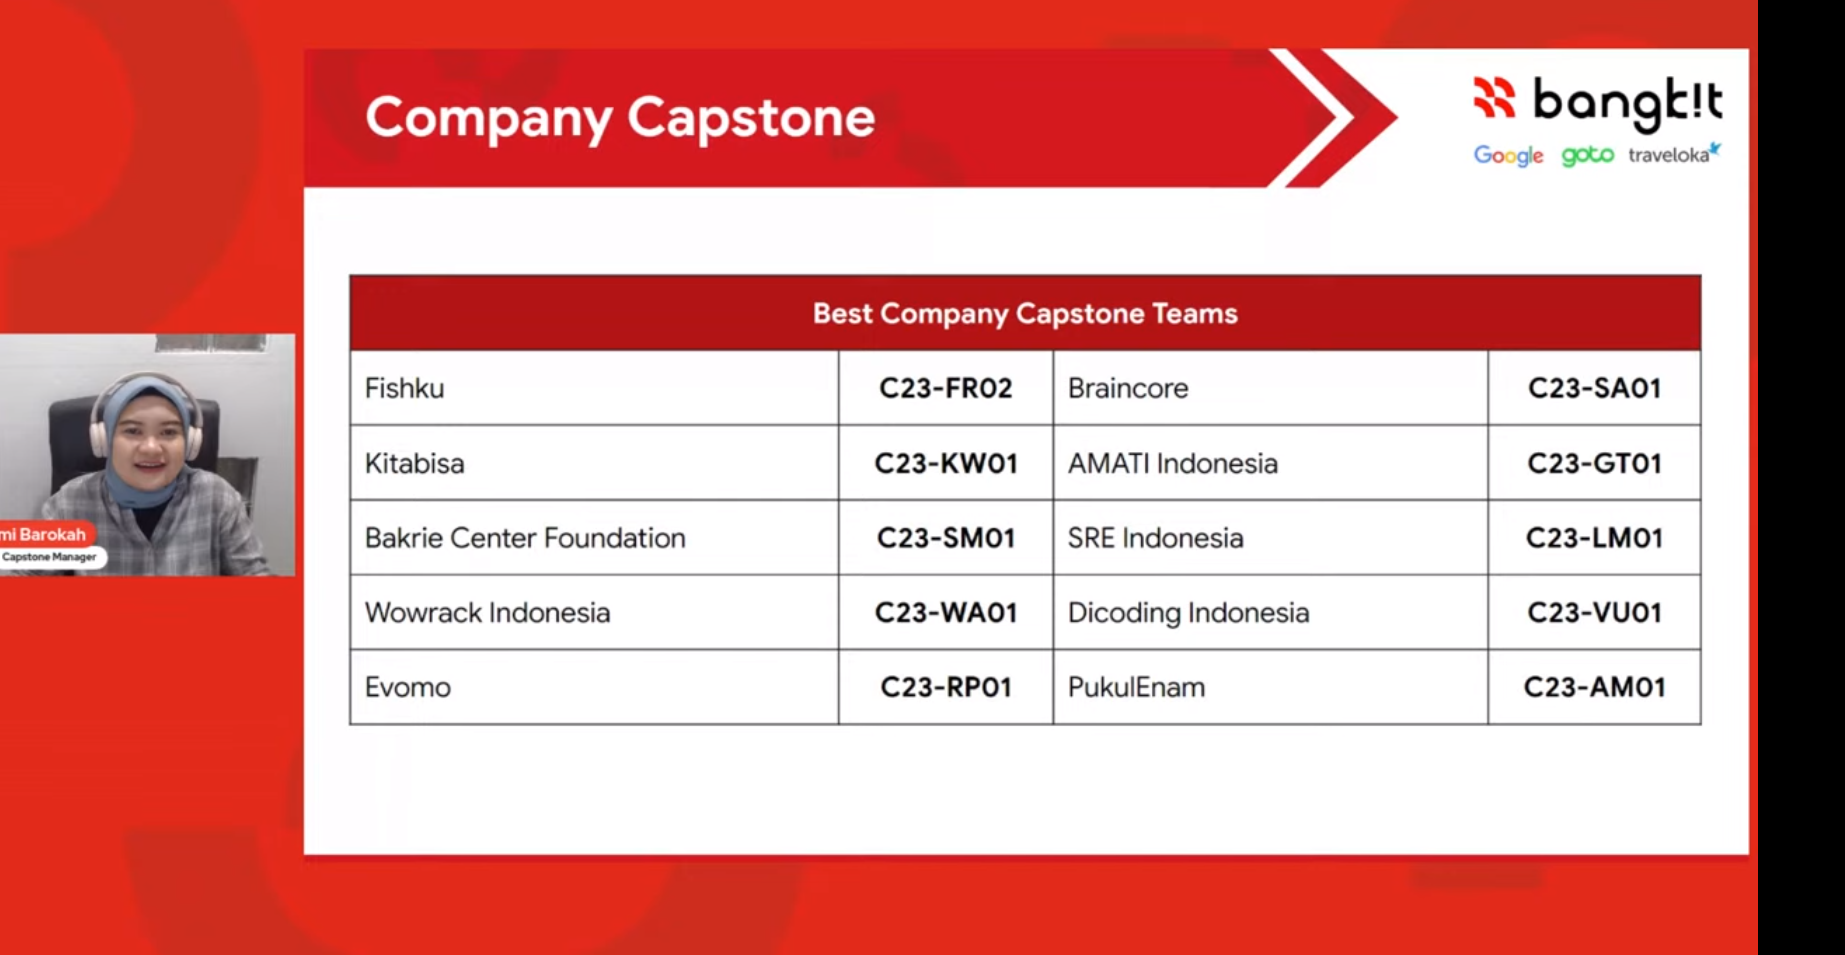 Company Capstone
bangk!t
Google goto traveloka
Best Company Capstone Teams
Fishku C23-FR02 Braincore C23-SA01
Kitabisa C23-KW01 AMATI Indonesia C23-GT01
Bakrie Center Foundation C23-SM01 SRE Indonesia C23-LM01
Wowrack Indonesia C23-WA01 Dicoding Indonesia C23-VU01
Evomo C23-RP01 PukulEnam C23-AM01
mi Barokah
Capstone Manager